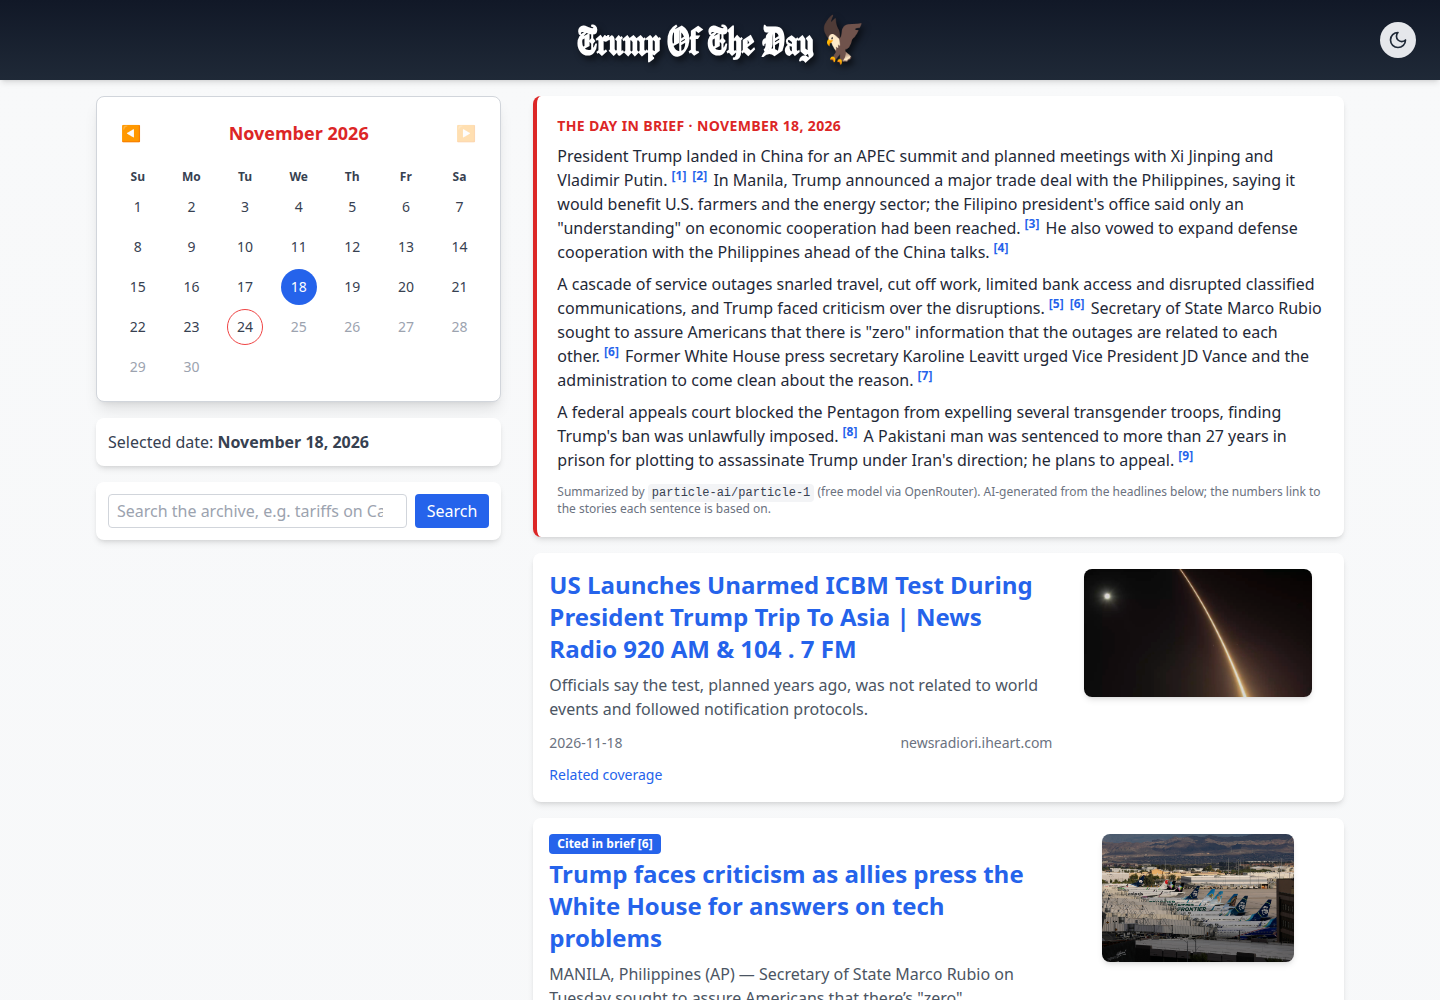 Trump Of The Day
November 2026
Su Mo Tu We Th Fr Sa
1 2 3 4 5 6 7
8 9 10 11 12 13 14
15 16 17 18 19 20 21
22 23 24 25 26 27 28
29 30
Selected date: November 18, 2026
Search the archive, e.g. tariffs on Ca
Search
THE DAY IN BRIEF · NOVEMBER 18, 2026
President Trump landed in China for an APEC summit and planned meetings with Xi Jinping and
Vladimir Putin. [1] [2] In Manila, Trump announced a major trade deal with the Philippines, saying it
would benefit U.S. farmers and the energy sector; the Filipino president's office said only an
"understanding" on economic cooperation had been reached. [3] He also vowed to expand defense
cooperation with the Philippines ahead of the China talks. [4]
A cascade of service outages snarled travel, cut off work, limited bank access and disrupted classified
communications, and Trump faced criticism over the disruptions. [5] [6] Secretary of State Marco Rubio
sought to assure Americans that there is "zero" information that the outages are related to each
other. [6] Former White House press secretary Karoline Leavitt urged Vice President JD Vance and the
administration to come clean about the reason. [7]
A federal appeals court blocked the Pentagon from expelling several transgender troops, finding
Trump's ban was unlawfully imposed. [8] A Pakistani man was sentenced to more than 27 years in
prison for plotting to assassinate Trump under Iran's direction; he plans to appeal. [9]
Summarized by particle-ai/particle-1 (free model via OpenRouter). AI-generated from the headlines below; the numbers link to
the stories each sentence is based on.
US Launches Unarmed ICBM Test During
President Trump Trip To Asia | News
Radio 920 AM & 104 . 7 FM
Officials say the test, planned years ago, was not related to world
events and followed notification protocols.
2026-11-18 newsradiori.iheart.com
Related coverage
Cited in brief [6]
Trump faces criticism as allies press the
White House for answers on tech
problems
MANILA, Philippines (AP) — Secretary of State Marco Rubio on
Tuesday sought to assure Americans that there's "zero"